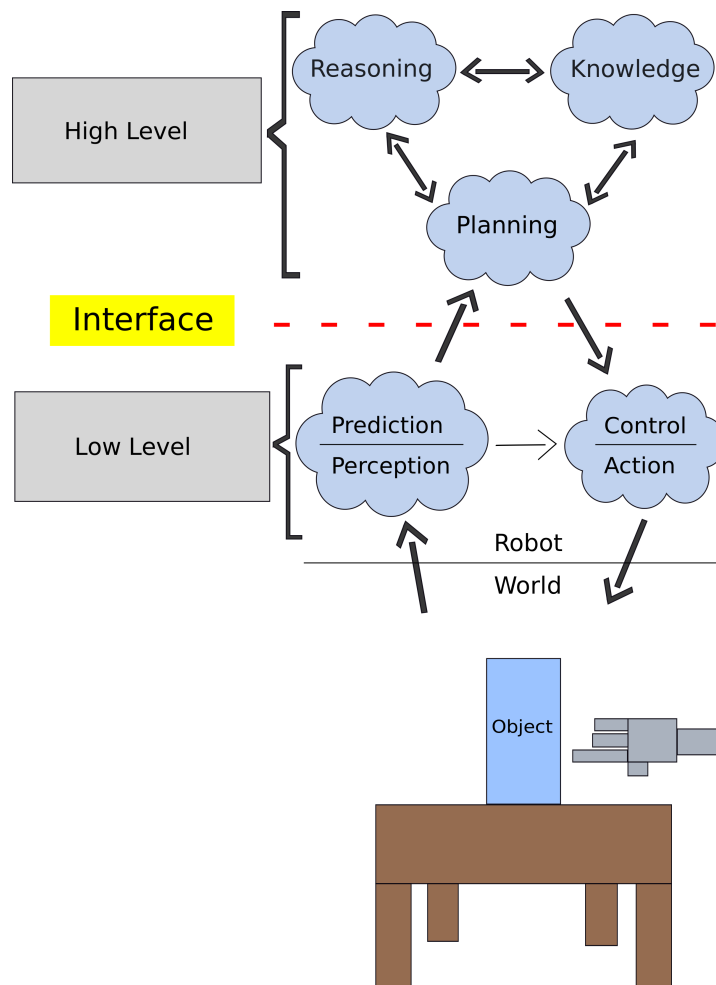 Reasoning
Knowledge
High Level
Planning
Interface
Prediction
Perception
Control
Action
Low Level
Robot
World
Object